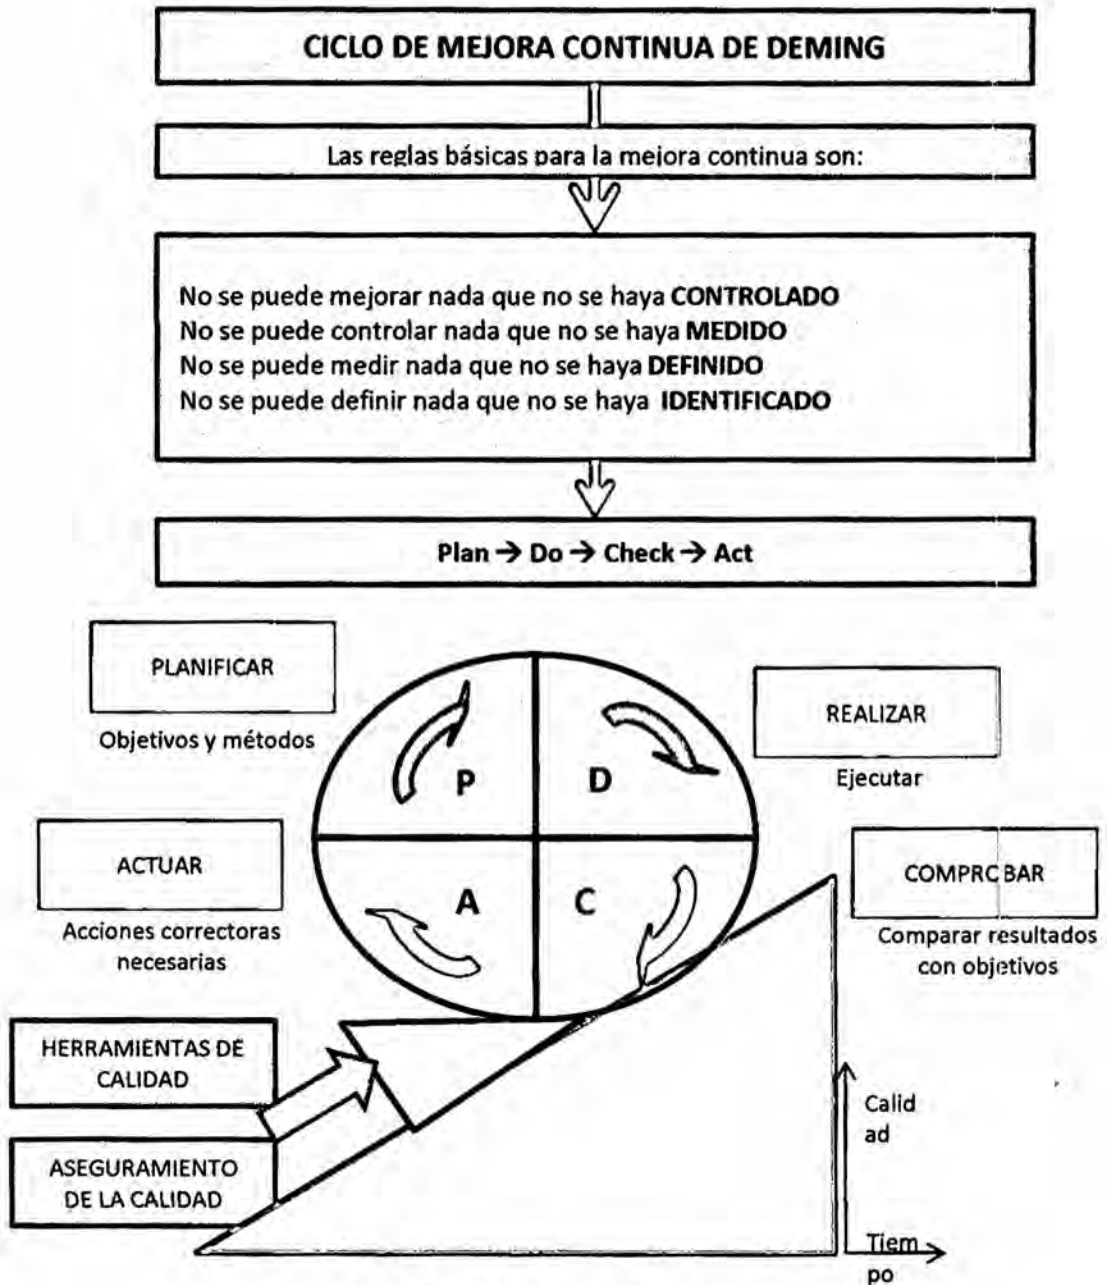 CICLO DE MEJORA CONTINUA DE DEMING
Las reglas básicas para la mejora continua son:
No se puede mejorar nada que no se haya CONTROLADO
No se puede controlar nada que no se haya MEDIDO
No se puede medir nada que no se haya DEFINIDO
No se puede definir nada que no se haya IDENTIFICADO
Plan → Do → Check → Act
PLANIFICAR
Objetivos y métodos
REALIZAR
Ejecutar
P
D
ACTUAR
Acciones correctoras
necesarias
A
C
COMPROBAR
Comparar resultados
con objetivos
HERRAMIENTAS DE
CALIDAD
ASEGURAMIENTO
DE LA CALIDAD
Calid
ad
Tiem
po